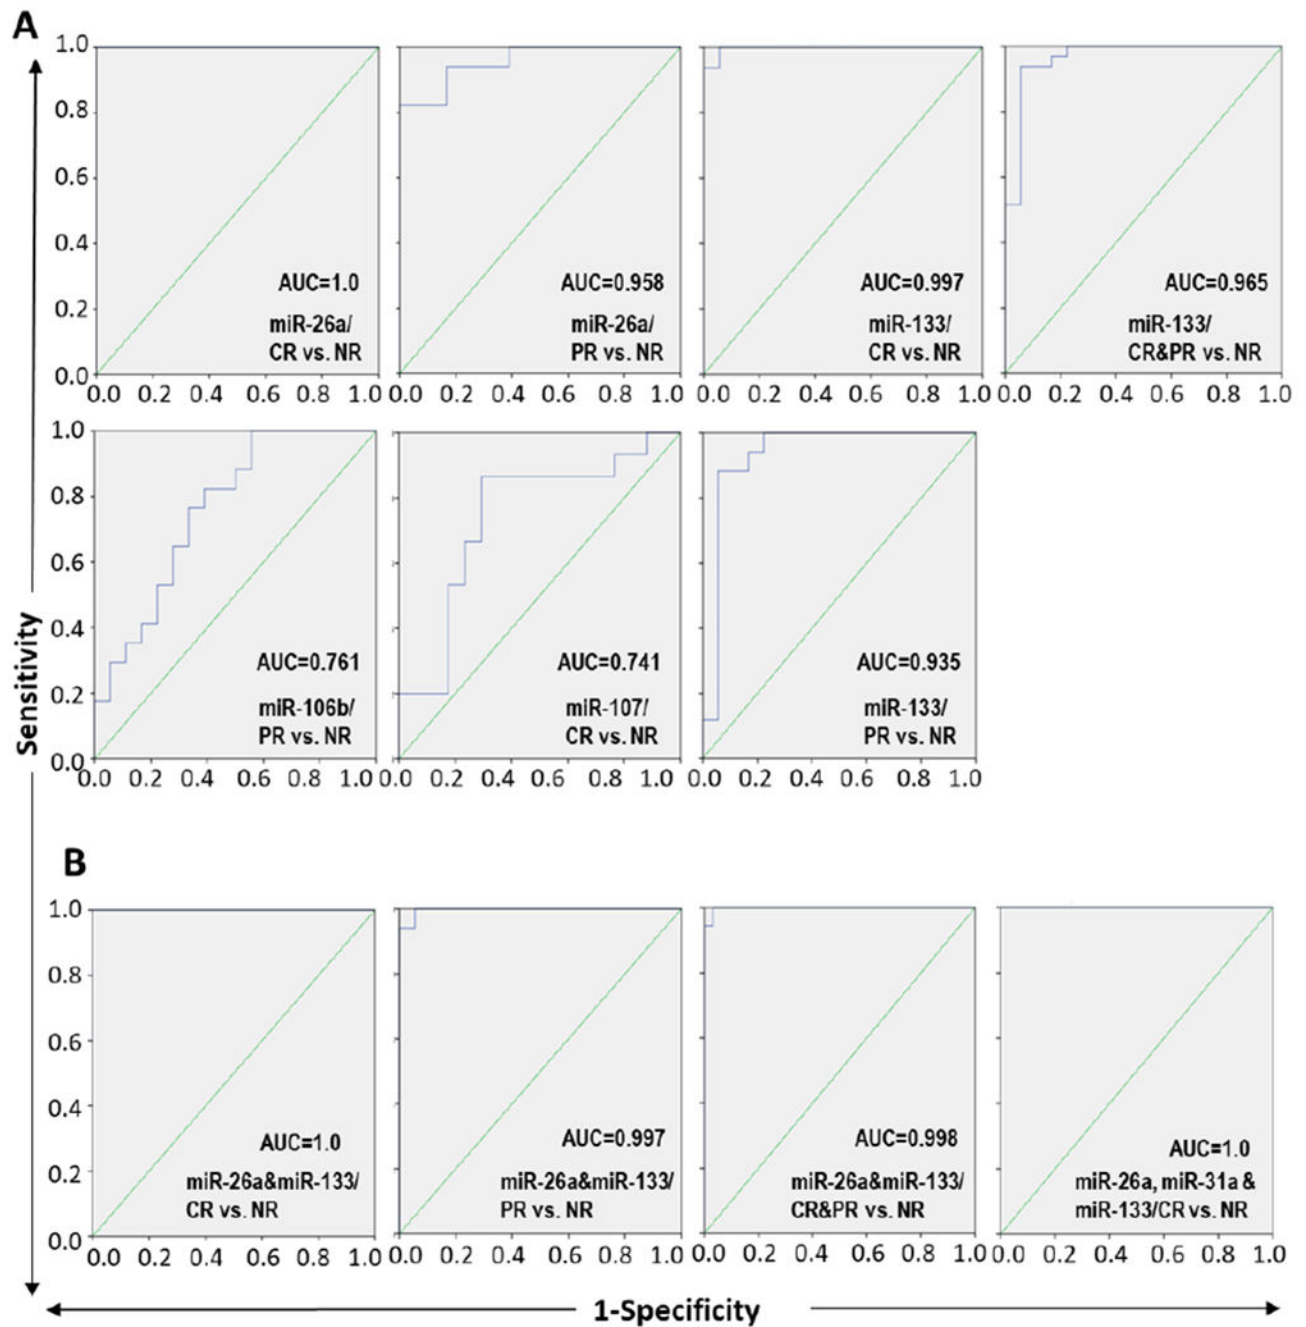 A
1.0
0.8
0.6
0.4
0.2
0.0
AUC=1.0
miR-26a/
CR vs. NR
0.0 0.2 0.4 0.6 0.8 1.0
AUC=0.958
miR-26a/
PR vs. NR
0.0 0.2 0.4 0.6 0.8 1.0
AUC=0.997
miR-133/
CR vs. NR
0.0 0.2 0.4 0.6 0.8 1.0
AUC=0.965
miR-133/
CR&PR vs. NR
0.0 0.2 0.4 0.6 0.8 1.0
Sensitivity
1.0
0.8
0.6
0.4
0.2
0.0
AUC=0.761
miR-106b/
PR vs. NR
0.0 0.2 0.4 0.6 0.8 1.0
AUC=0.741
miR-107/
CR vs. NR
0.0 0.2 0.4 0.6 0.8 1.0
AUC=0.935
miR-133/
PR vs. NR
0.0 0.2 0.4 0.6 0.8 1.0
B
1.0
0.8
0.6
0.4
0.2
0.0
AUC=1.0
miR-26a&miR-133/
CR vs. NR
0.0 0.2 0.4 0.6 0.8 1.0
AUC=0.997
miR-26a&miR-133/
PR vs. NR
0.0 0.2 0.4 0.6 0.8 1.0
AUC=0.998
miR-26a&miR-133/
CR&PR vs. NR
0.0 0.2 0.4 0.6 0.8 1.0
AUC=1.0
miR-26a, miR-31a &
miR-133/CR vs. NR
0.0 0.2 0.4 0.6 0.8 1.0
1-Specificity